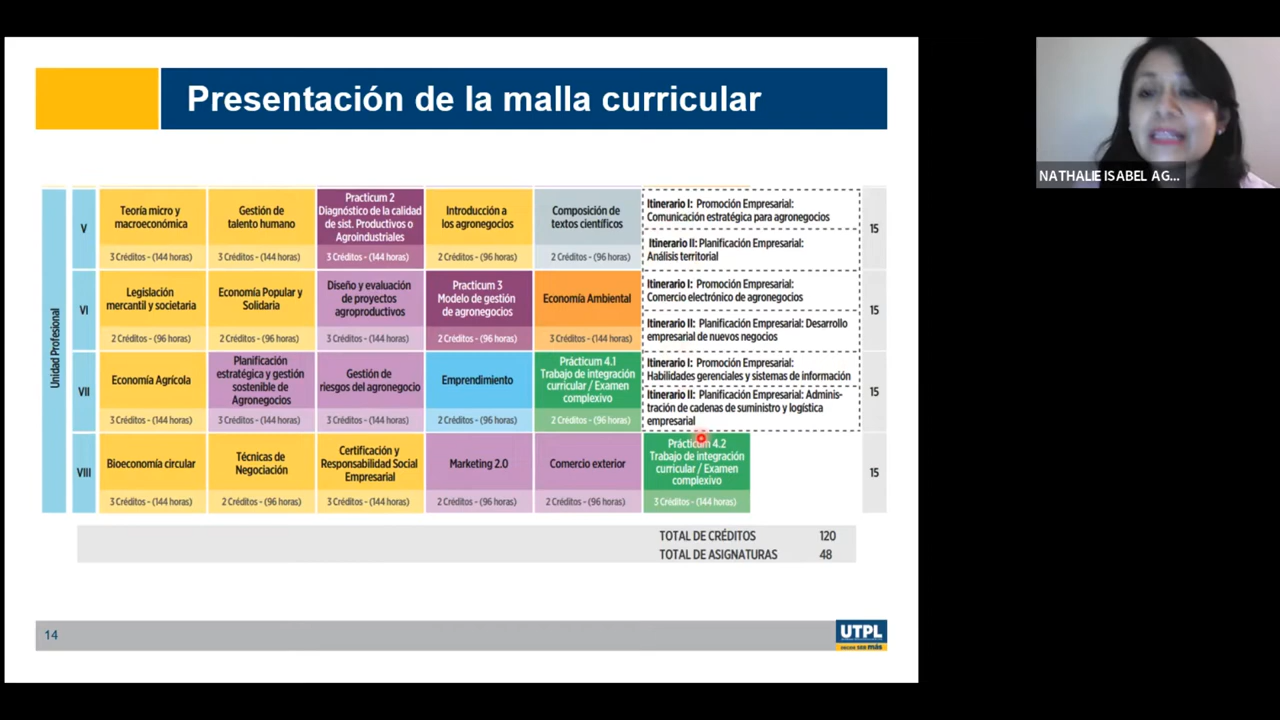 Presentación de la malla curricular
NATHALIE ISABEL AG...
Unidad Profesional
V
Teoría micro y
macroeconómica
3 Créditos - (144 horas)
Gestión de
talento humano
3 Créditos - (144 horas)
Practicum 2
Diagnóstico de la calidad
de sist. Productivos o
Agroindustriales
3 Créditos - (144 horas)
Introducción a
los agronegocios
2 Créditos - (96 horas)
Composición de
textos científicos
2 Créditos - (96 horas)
Itinerario I: Promoción Empresarial:
Comunicación estratégica para agronegocios
Itinerario II: Planificación Empresarial:
Análisis territorial
15
VI
Legislación
mercantil y societaria
2 Créditos - (96 horas)
Economía Popular y
Solidaria
2 Créditos - (96 horas)
Diseño y evaluación
de proyectos
agroproductivos
3 Créditos - (144 horas)
Practicum 3
Modelo de gestión
de agronegocios
2 Créditos - (96 horas)
Economía Ambiental
3 Créditos - (144 horas)
Itinerario I: Promoción Empresarial:
Comercio electrónico de agronegocios
Itinerario II: Planificación Empresarial: Desarrollo
empresarial de nuevos negocios
15
VII
Economía Agrícola
3 Créditos - (144 horas)
Planificación
estratégica y gestión
sostenible de
Agronegocios
3 Créditos - (144 horas)
Gestión de
riesgos del agronegocio
3 Créditos - (144 horas)
Emprendimiento
2 Créditos - (96 horas)
Prácticum 4.1
Trabajo de integración
curricular / Examen
complexivo
2 Créditos - (96 horas)
Itinerario I: Promoción Empresarial:
Habilidades gerenciales y sistemas de información
Itinerario II: Planificación Empresarial: Adminis-
tración de cadenas de suministro y logística
empresarial
15
VIII
Bioeconomía circular
3 Créditos - (144 horas)
Técnicas de
Negociación
2 Créditos - (96 horas)
Certificación y
Responsabilidad Social
Empresarial
3 Créditos - (144 horas)
Marketing 2.0
2 Créditos - (96 horas)
Comercio exterior
2 Créditos - (96 horas)
Prácticum 4.2
Trabajo de integración
curricular / Examen
complexivo
3 Créditos - (144 horas)
15
TOTAL DE CRÉDITOS 120
TOTAL DE ASIGNATURAS 48
14
UTPL
DECIDE SER más